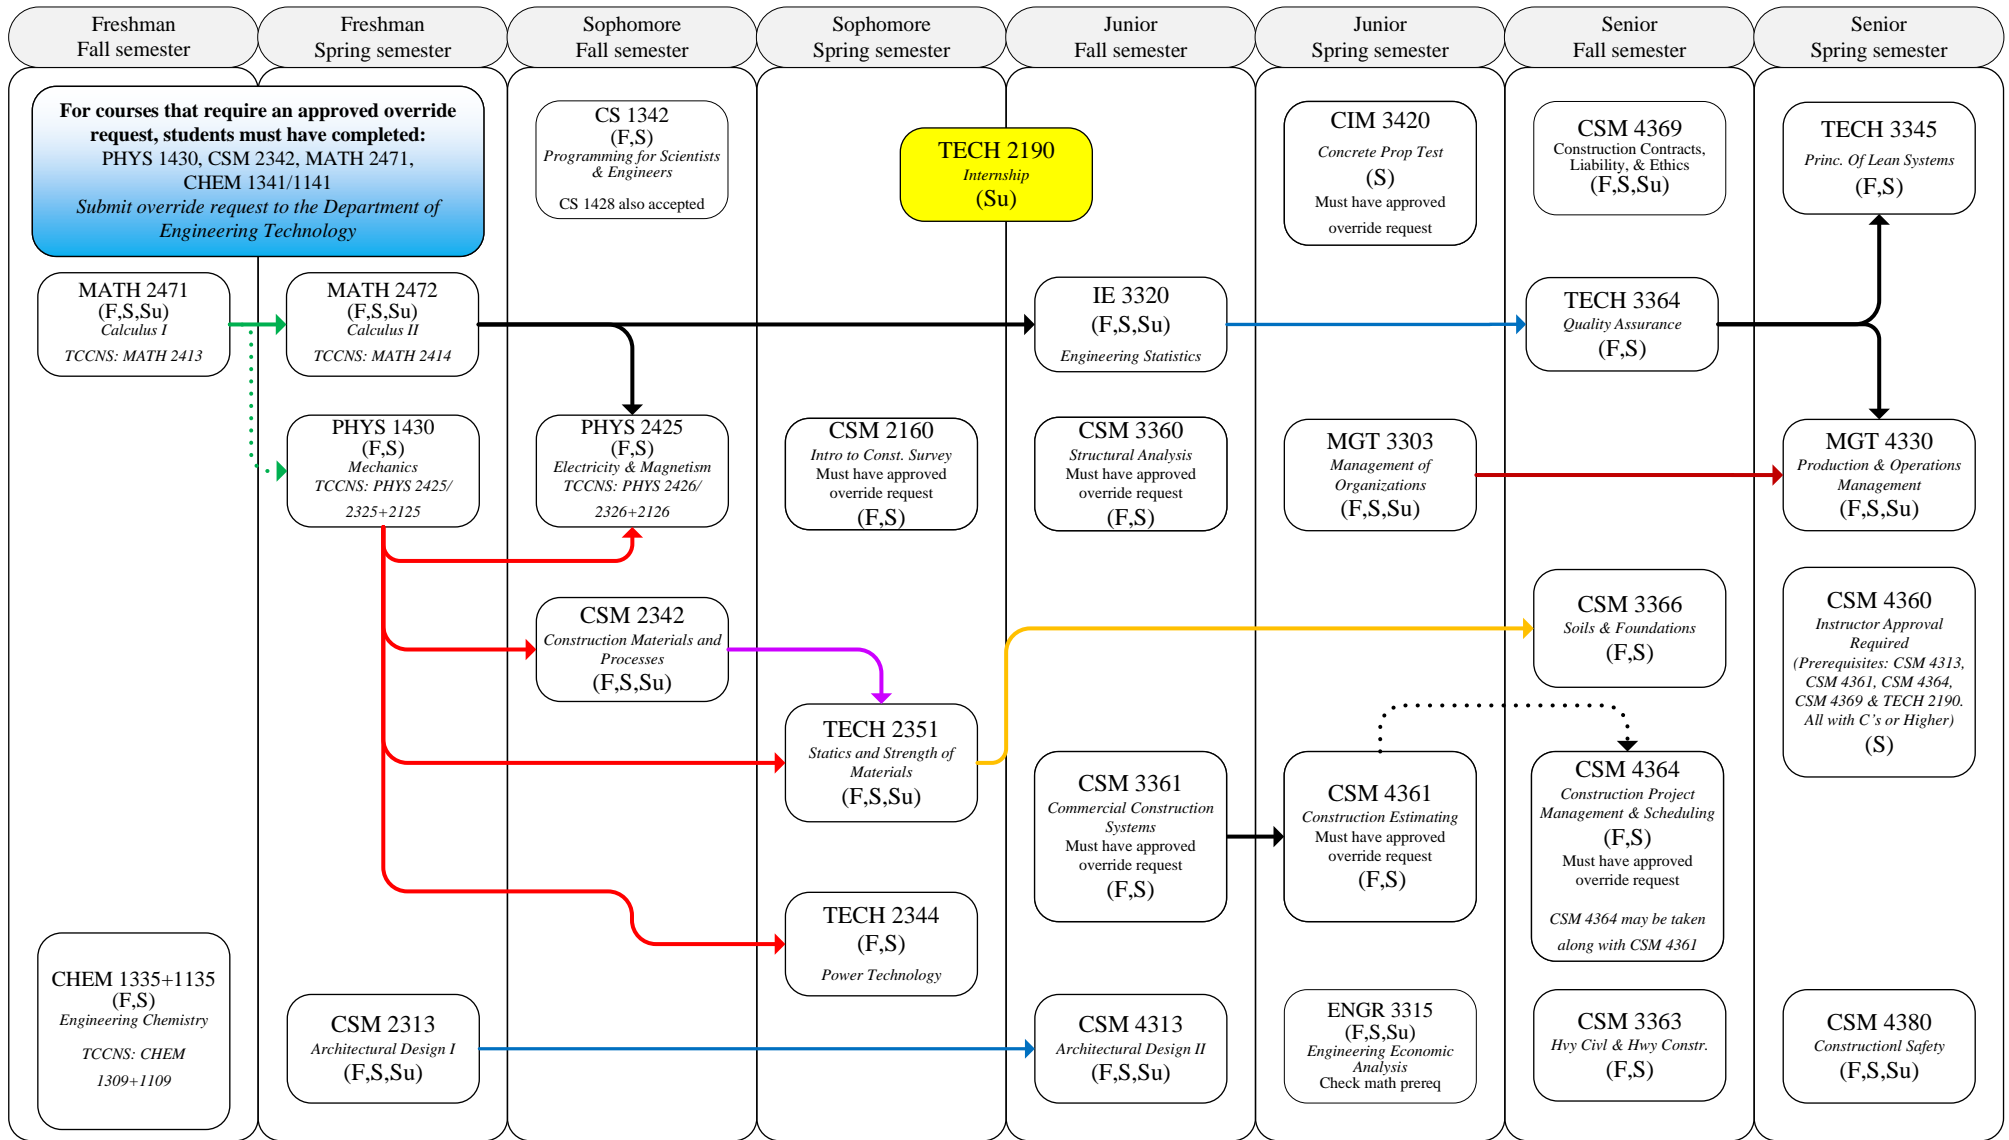 Freshman
Fall semester
Freshman
Spring semester
Sophomore
Fall semester
Sophomore
Spring semester
Junior
Fall semester
Junior
Spring semester
Senior
Fall semester
Senior
Spring semester
For courses that require an approved override
request, students must have completed:
PHYS 1430, CSM 2342, MATH 2471,
CHEM 1341/1141
Submit override request to the Department of
Engineering Technology
MATH 2471
(F,S,Su)
Calculus I
TCCNS: MATH 2413
CHEM 1335+1135
(F,S)
Engineering Chemistry
TCCNS: CHEM
1309+1109
MATH 2472
(F,S,Su)
Calculus II
TCCNS: MATH 2414
PHYS 1430
(F,S)
Mechanics
TCCNS: PHYS 2425/
2325+2125
CSM 2313
Architectural Design I
(F,S,Su)
CS 1342
(F,S)
Programming for Scientists
& Engineers
CS 1428 also accepted
PHYS 2425
(F,S)
Electricity & Magnetism
TCCNS: PHYS 2426/
2326+2126
CSM 2342
Construction Materials and
Processes
(F,S,Su)
TECH 2190
Internship
(Su)
CSM 2160
Intro to Const. Survey
Must have approved
override request
(F,S)
TECH 2351
Statics and Strength of
Materials
(F,S,Su)
TECH 2344
(F,S)
Power Technology
IE 3320
(F,S,Su)
Engineering Statistics
CSM 3360
Structural Analysis
Must have approved
override request
(F,S)
CSM 3361
Commercial Construction
Systems
Must have approved
override request
(F,S)
CSM 4313
Architectural Design II
(F,S,Su)
CIM 3420
Concrete Prop Test
(S)
Must have approved
override request
MGT 3303
Management of
Organizations
(F,S,Su)
CSM 4361
Construction Estimating
Must have approved
override request
(F,S)
ENGR 3315
(F,S,Su)
Engineering Economic
Analysis
Check math prereq
CSM 4369
Construction Contracts,
Liability, & Ethics
(F,S,Su)
TECH 3364
Quality Assurance
(F,S)
CSM 3366
Soils & Foundations
(F,S)
CSM 4364
Construction Project
Management & Scheduling
(F,S)
Must have approved
override request
CSM 4364 may be taken
along with CSM 4361
CSM 3363
Hvy Civl & Hwy Constr.
(F,S)
TECH 3345
Princ. Of Lean Systems
(F,S)
MGT 4330
Production & Operations
Management
(F,S,Su)
CSM 4360
Instructor Approval
Required
(Prerequisites: CSM 4313,
CSM 4361, CSM 4364,
CSM 4369 & TECH 2190.
All with C's or Higher)
(S)
CSM 4380
Constructionl Safety
(F,S,Su)